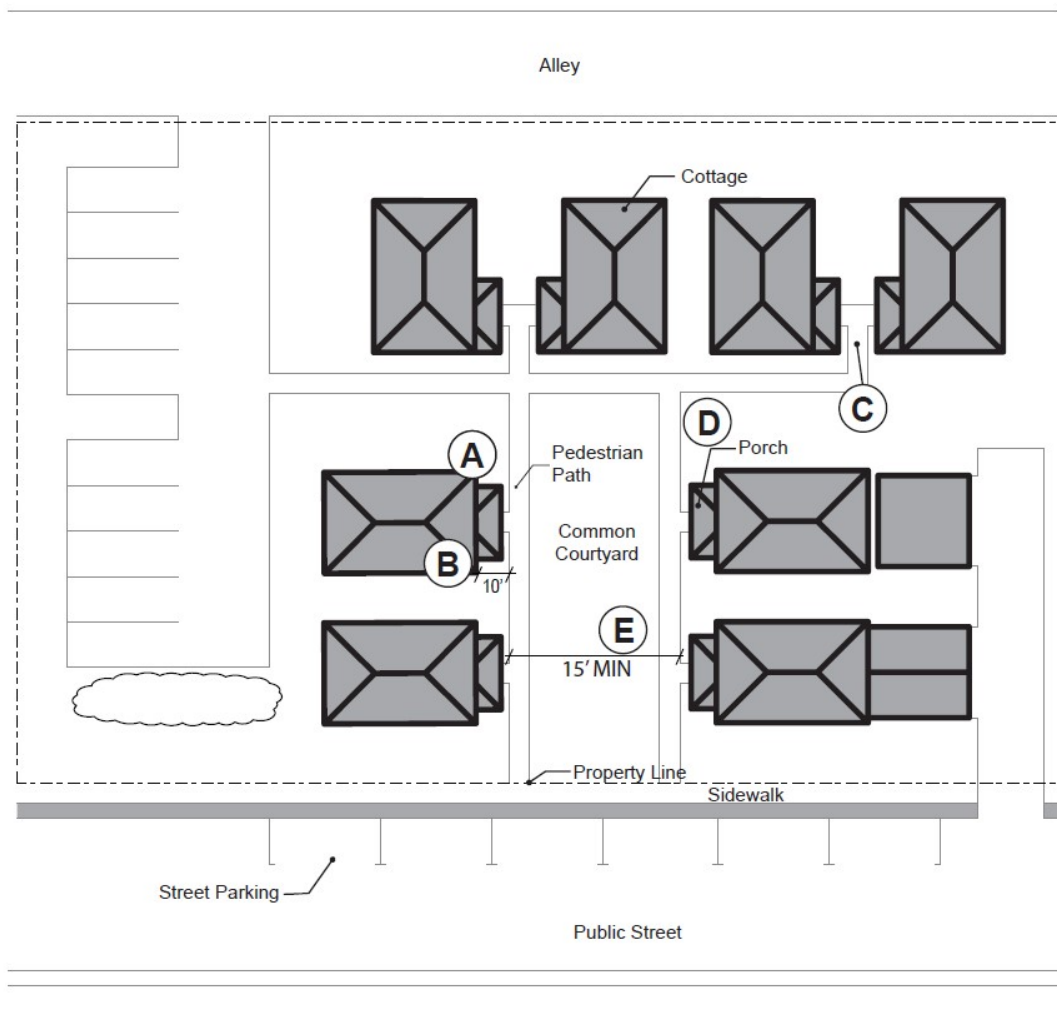 Alley
Cottage
C
D
A
Porch
Pedestrian
Path
Common
Courtyard
B
10'
E
15' MIN
Property Line
Sidewalk
Street Parking
Public Street